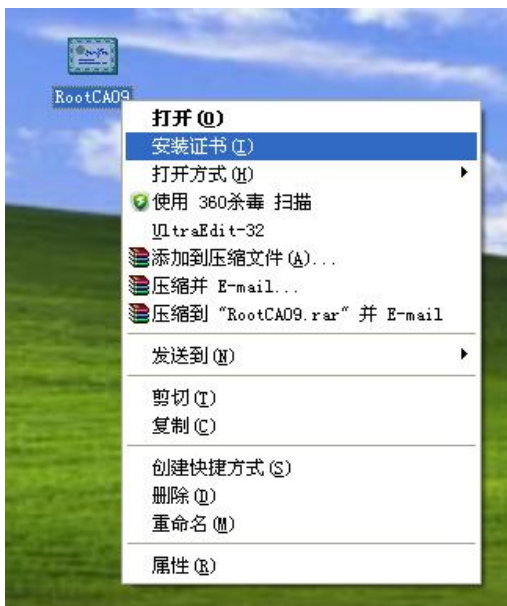 RootCA09
打开(O)
安装证书(I)
打开方式(H)
使用 360杀毒 扫描
UltraEdit-32
添加到压缩文件(A)...
压缩并 E-mail...
压缩到 "RootCA09.rar" 并 E-mail
发送到(N)
剪切(T)
复制(C)
创建快捷方式(S)
删除(D)
重命名(M)
属性(R)